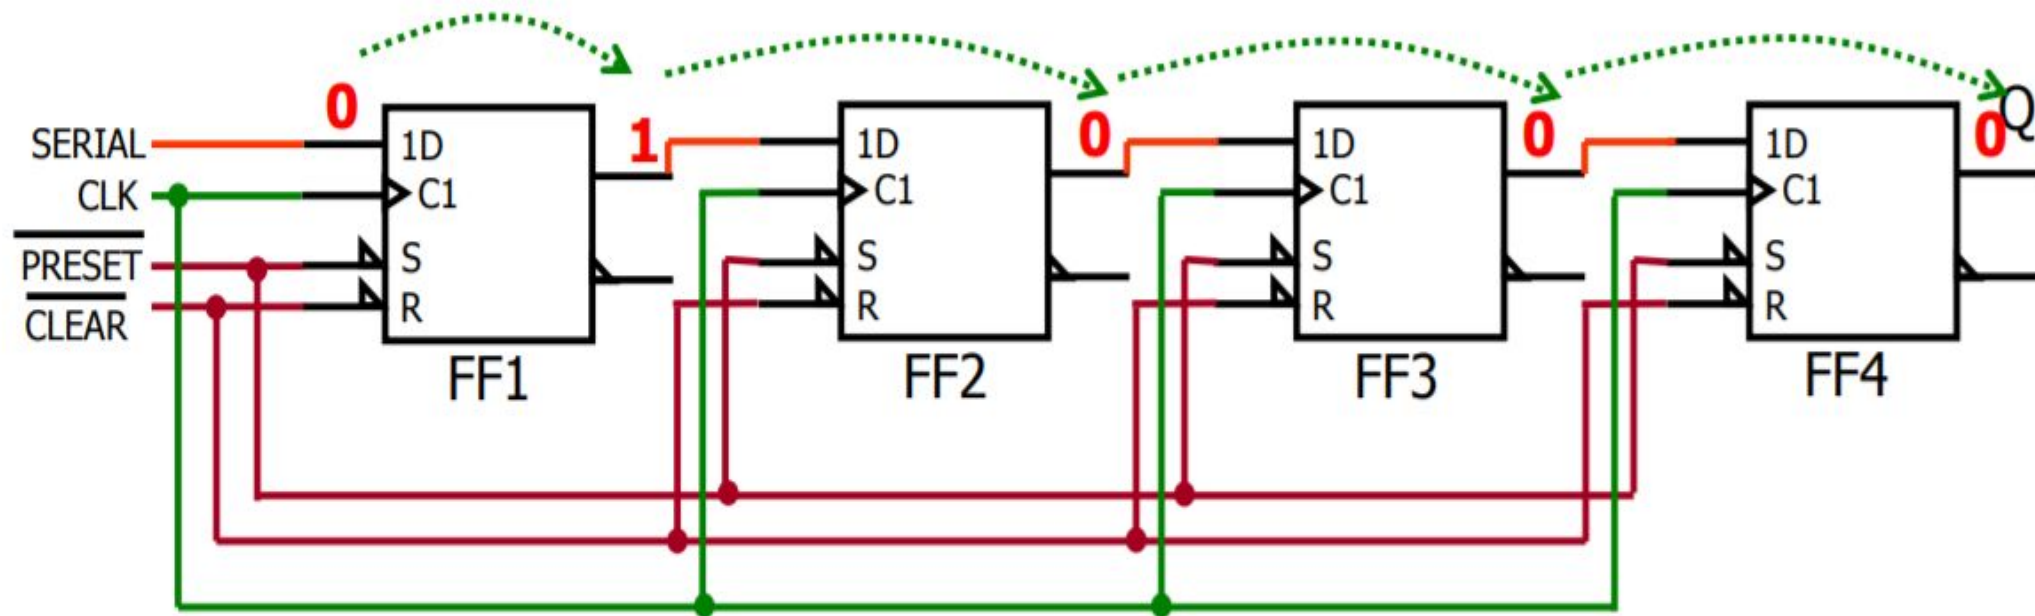 0
SERIAL
1D
1
1D
0
1D
0
1D
0
Q
CLK
C1
C1
C1
C1
PRESET
S
S
S
S
CLEAR
R
R
R
R
FF1
FF2
FF3
FF4